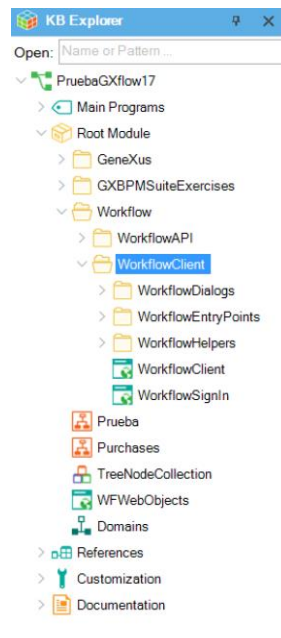 KB Explorer
Open: Name or Pattern ...
PruebaGXflow17
Main Programs
Root Module
GeneXus
GXBPMSuiteExercises
Workflow
WorkflowAPI
WorkflowClient
WorkflowDialogs
WorkflowEntryPoints
WorkflowHelpers
WorkflowClient
WorkflowSignIn
Prueba
Purchases
TreeNodeCollection
WFWebObjects
Domains
References
Customization
Documentation